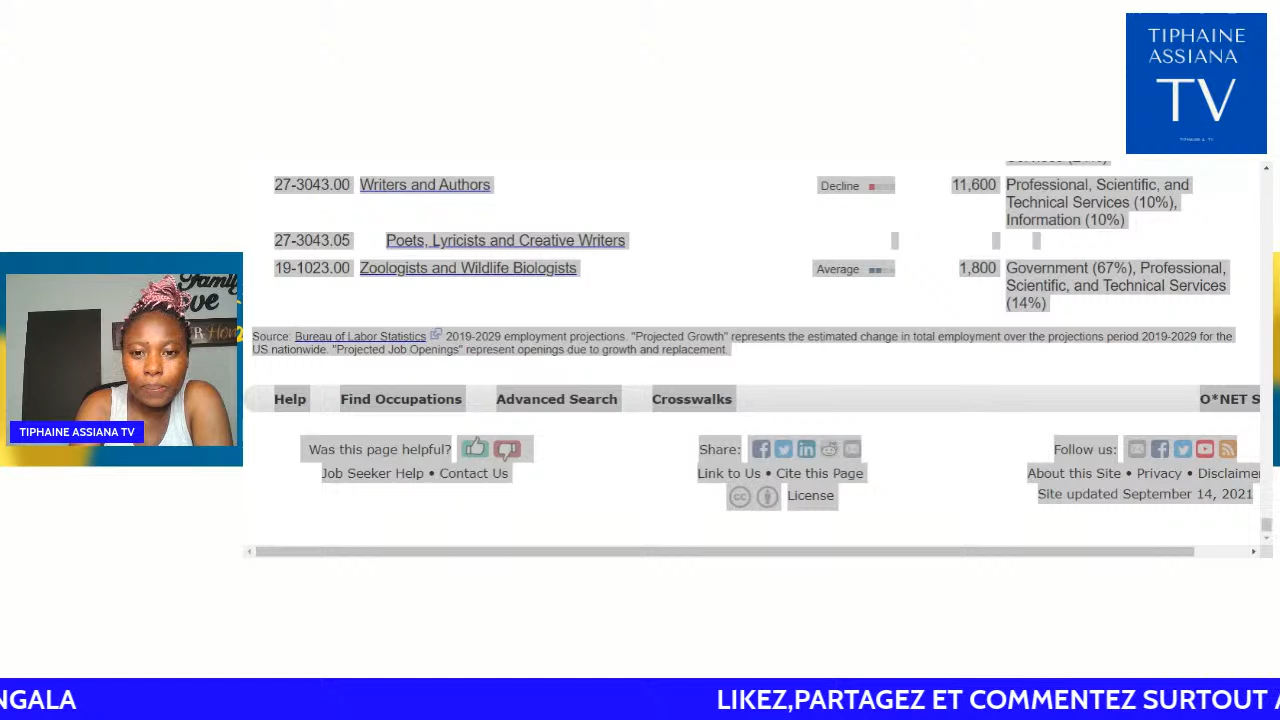 TIPHAINE
ASSIANA
TV
TIPHAINE A. TV
27-3043.00 Writers and Authors Decline 11,600 Professional, Scientific, and
Technical Services (10%),
Information (10%)
27-3043.05 Poets, Lyricists and Creative Writers
19-1023.00 Zoologists and Wildlife Biologists Average 1,800 Government (67%), Professional,
Scientific, and Technical Services
(14%)
Family
Source: Bureau of Labor Statistics 2019-2029 employment projections. "Projected Growth" represents the estimated change in total employment over the projections period 2019-2029 for the
US nationwide. "Projected Job Openings" represent openings due to growth and replacement.
Help Find Occupations Advanced Search Crosswalks O*NET S
TIPHAINE ASSIANA TV
Was this page helpful? Share: Follow us:
Job Seeker Help • Contact Us Link to Us • Cite this Page About this Site • Privacy • Disclaimer
License Site updated September 14, 2021
NGALA LIKEZ,PARTAGEZ ET COMMENTEZ SURTOUT A